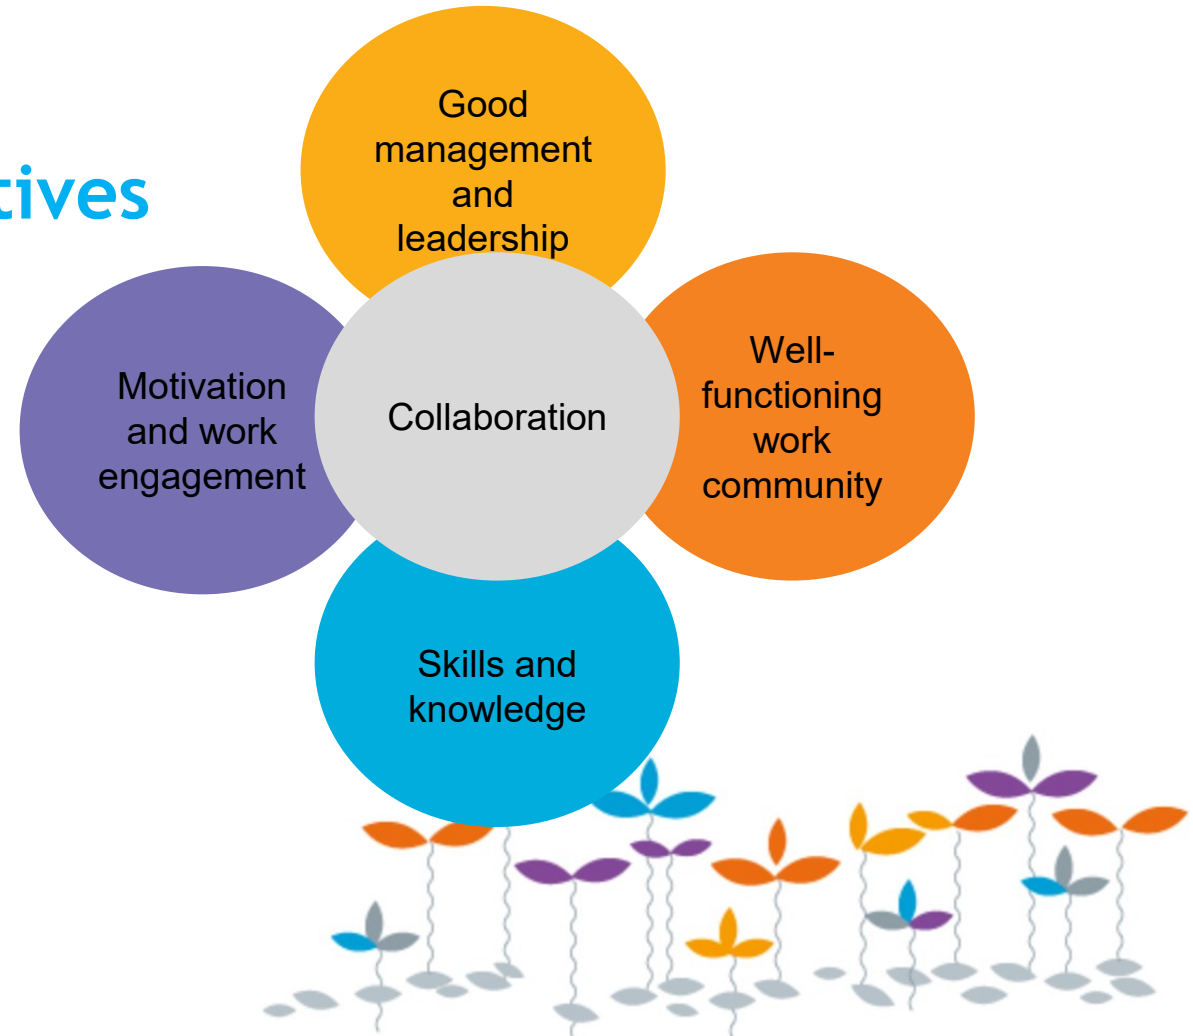 tives
Good
management
and
leadership
Motivation
and work
engagement
Collaboration
Well-
functioning
work
community
Skills and
knowledge